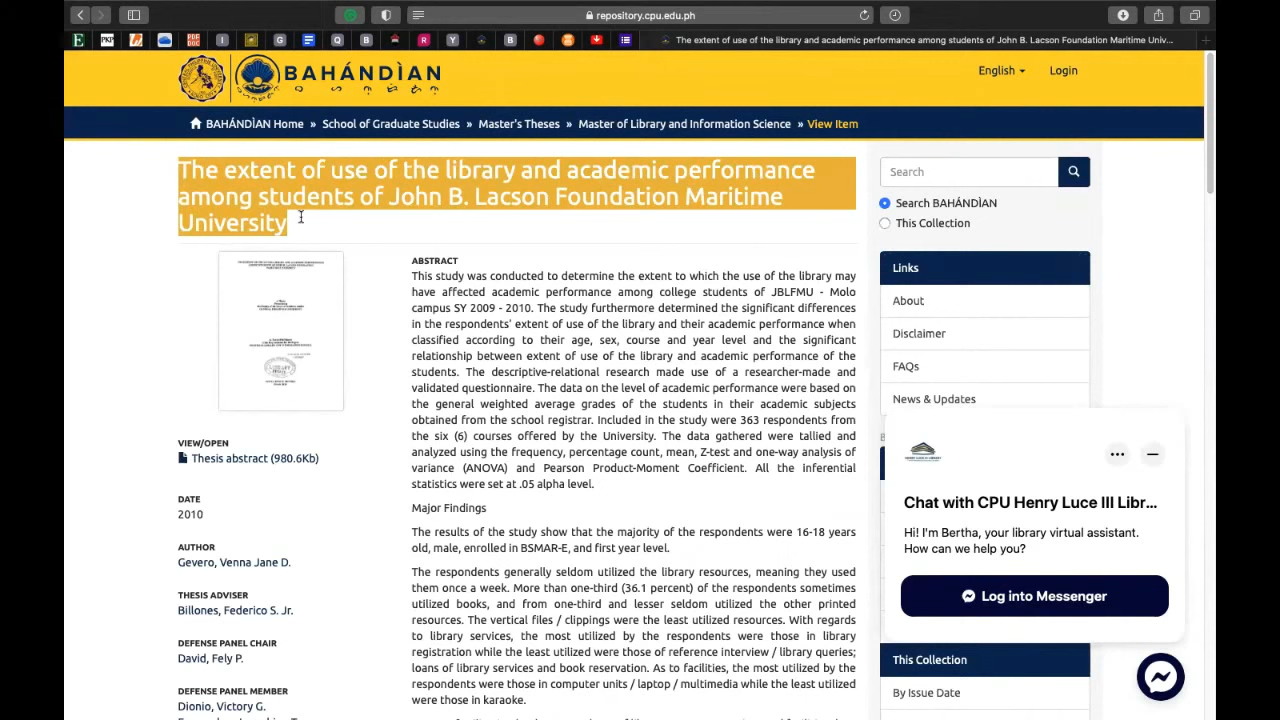 repository.cpu.edu.ph
The extent of use of the library and academic performance among students of John B. Lacson Foundation Maritime Univ...
BAHÁNDÌAN
English
Login
BAHÁNDÌAN Home » School of Graduate Studies » Master's Theses » Master of Library and Information Science » View Item
The extent of use of the library and academic performance
among students of John B. Lacson Foundation Maritime
University
VIEW/OPEN
Thesis abstract (980.6Kb)
DATE
2010
AUTHOR
Gevero, Venna Jane D.
THESIS ADVISER
Billones, Federico S. Jr.
DEFENSE PANEL CHAIR
David, Fely P.
DEFENSE PANEL MEMBER
Dionio, Victory G.
ABSTRACT
This study was conducted to determine the extent to which the use of the library may
have affected academic performance among college students of JBLFMU - Molo
campus SY 2009 - 2010. The study furthermore determined the significant differences
in the respondents' extent of use of the library and their academic performance when
classified according to their age, sex, course and year level and the significant
relationship between extent of use of the library and academic performance of the
students. The descriptive-relational research made use of a researcher-made and
validated questionnaire. The data on the level of academic performance were based on
the general weighted average grades of the students in their academic subjects
obtained from the school registrar. Included in the study were 363 respondents from
the six (6) courses offered by the University. The data gathered were tallied and
analyzed using the frequency, percentage count, mean, Z-test and one-way analysis of
variance (ANOVA) and Pearson Product-Moment Coefficient. All the inferential
statistics were set at .05 alpha level.
Major Findings
The results of the study show that the majority of the respondents were 16-18 years
old, male, enrolled in BSMAR-E, and first year level.
The respondents generally seldom utilized the library resources, meaning they used
them once a week. More than one-third (36.1 percent) of the respondents sometimes
utilized books, and from one-third and lesser seldom utilized the other printed
resources. The vertical files / clippings were the least utilized resources. With regards
to library services, the most utilized by the respondents were those in library
registration while the least utilized were those of reference interview / library queries;
loans of library services and book reservation. As to facilities, the most utilized by the
respondents were those in computer units / laptop / multimedia while the least utilized
were those in karaoke.
Search
Search BAHÁNDÌAN
This Collection
Links
About
Disclaimer
FAQs
News & Updates
Chat with CPU Henry Luce III Libr...
Hi! I'm Bertha, your library virtual assistant.
How can we help you?
Log into Messenger
This Collection
By Issue Date